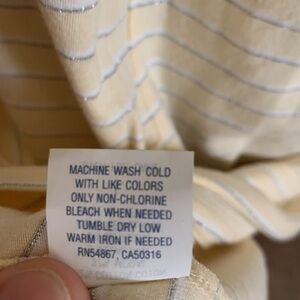 MACHINE WASH COLD
WITH LIKE COLORS
ONLY NON-CHLORINE
BLEACH WHEN NEEDED
TUMBLE DRY LOW
WARM IRON IF NEEDED
RN54867, CA50316